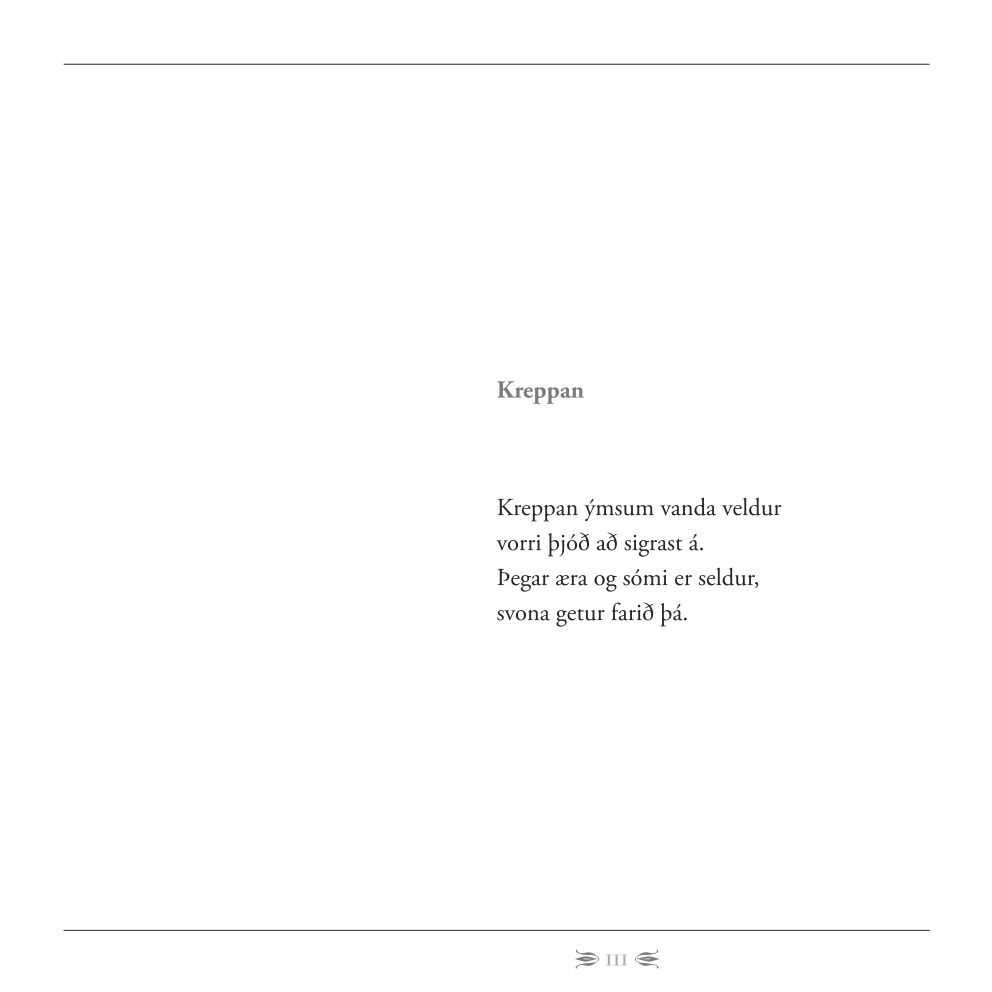 Kreppan
Kreppan ýmsum vanda veldur
vorri þjóð að sigrast á.
Þegar æra og sómi er seldur,
svona getur farið þá.
111